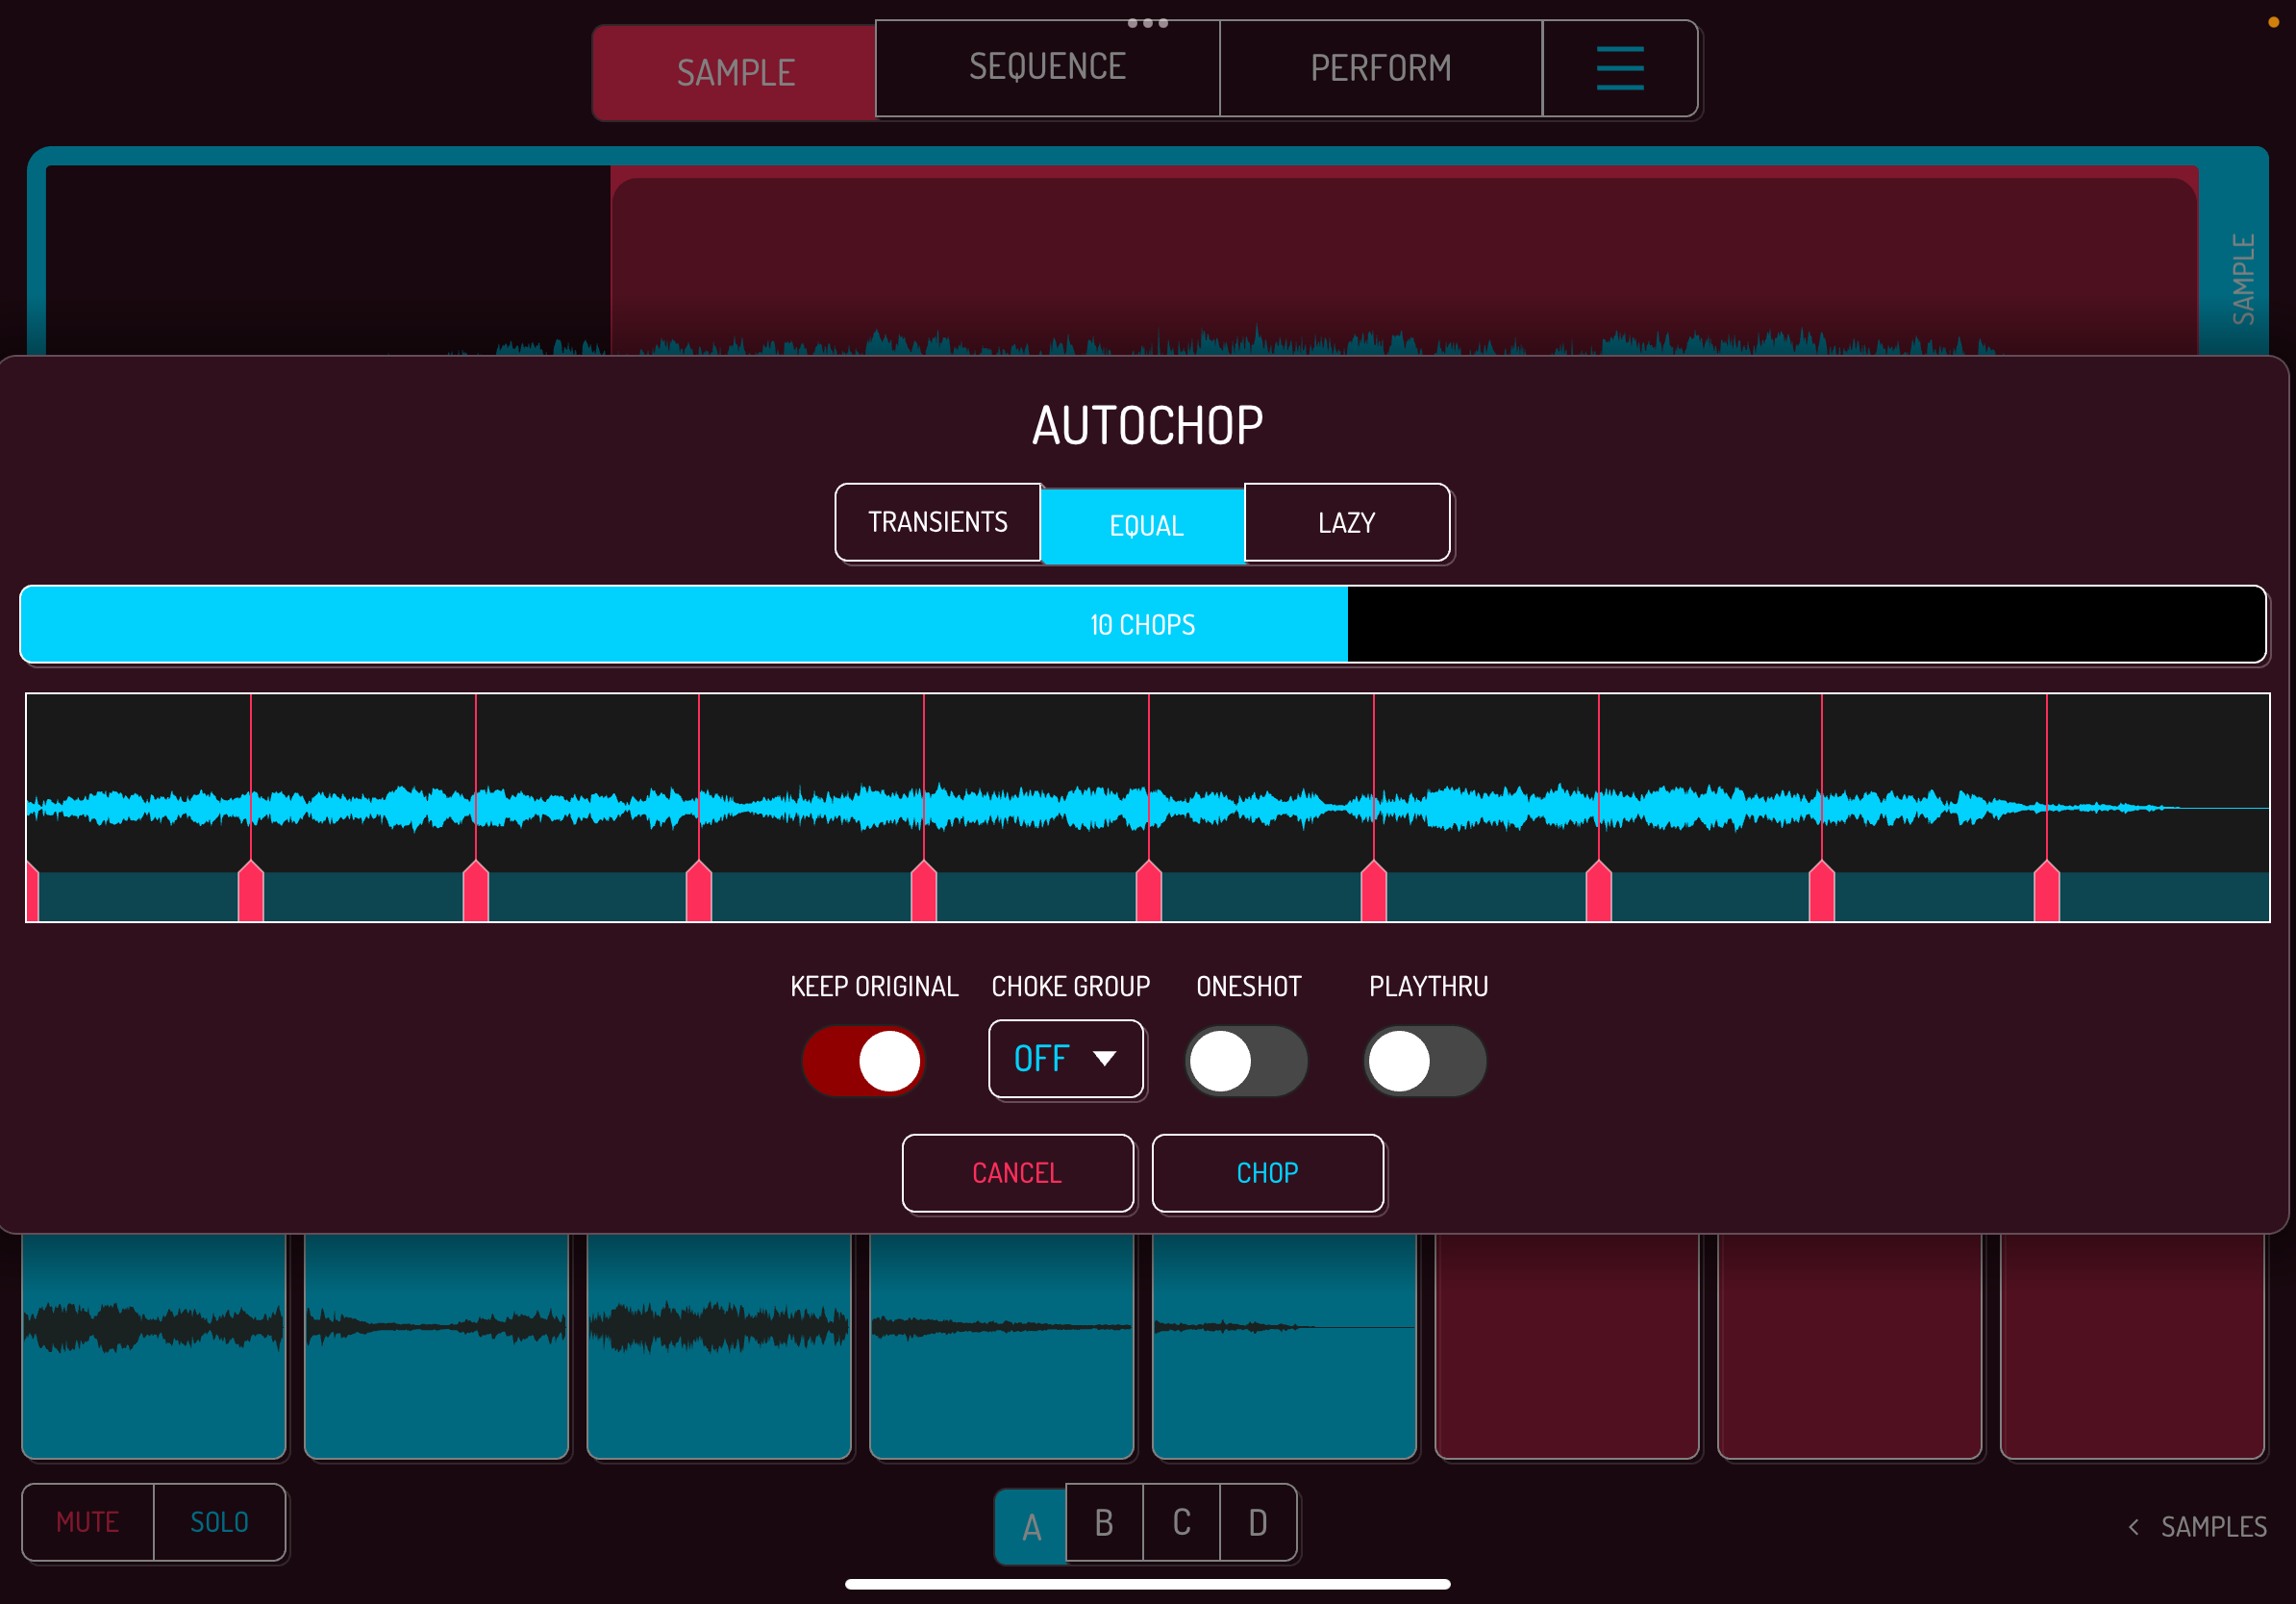 SAMPLE SEQUENCE PERFORM
SAMPLE
AUTOCHOP
TRANSIENTS EQUAL LAZY
10 CHOPS
KEEP ORIGINAL CHOKE GROUP ONESHOT PLAYTHRU
OFF
CANCEL CHOP
MUTE SOLO A B C D < SAMPLES